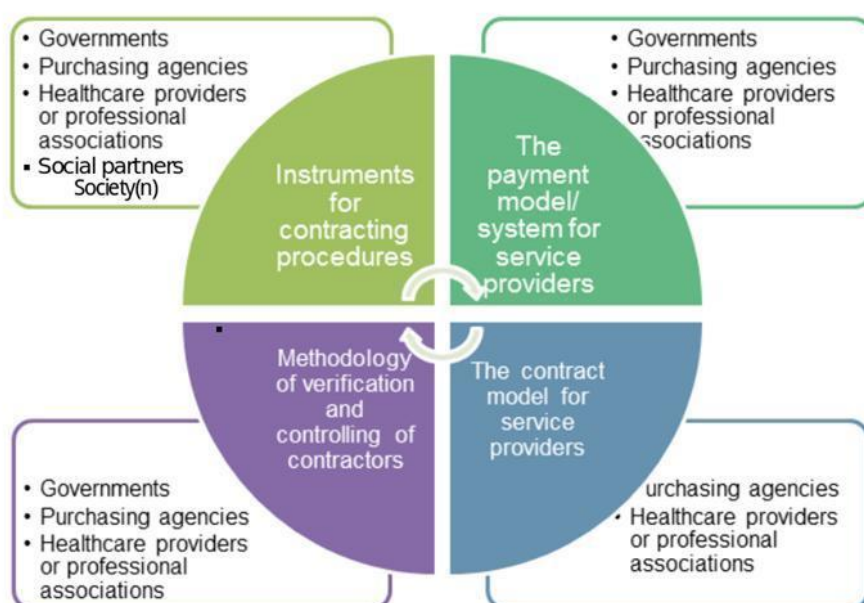 • Governments
• Purchasing agencies
• Healthcare providers
or professional
associations
▪ Social partners
Society(n)
• Governments
• Purchasing agencies
• Healthcare providers
or professional
ssociations
Instruments
for
contracting
procedures
The
payment
model/
system for
service
providers
Methodology
of verification
and
controlling of
contractors
The contract
model for
service
providers
• Governments
• Purchasing agencies
• Healthcare providers
or professional
associations
urchasing agencies
• Healthcare providers
or professional
associations